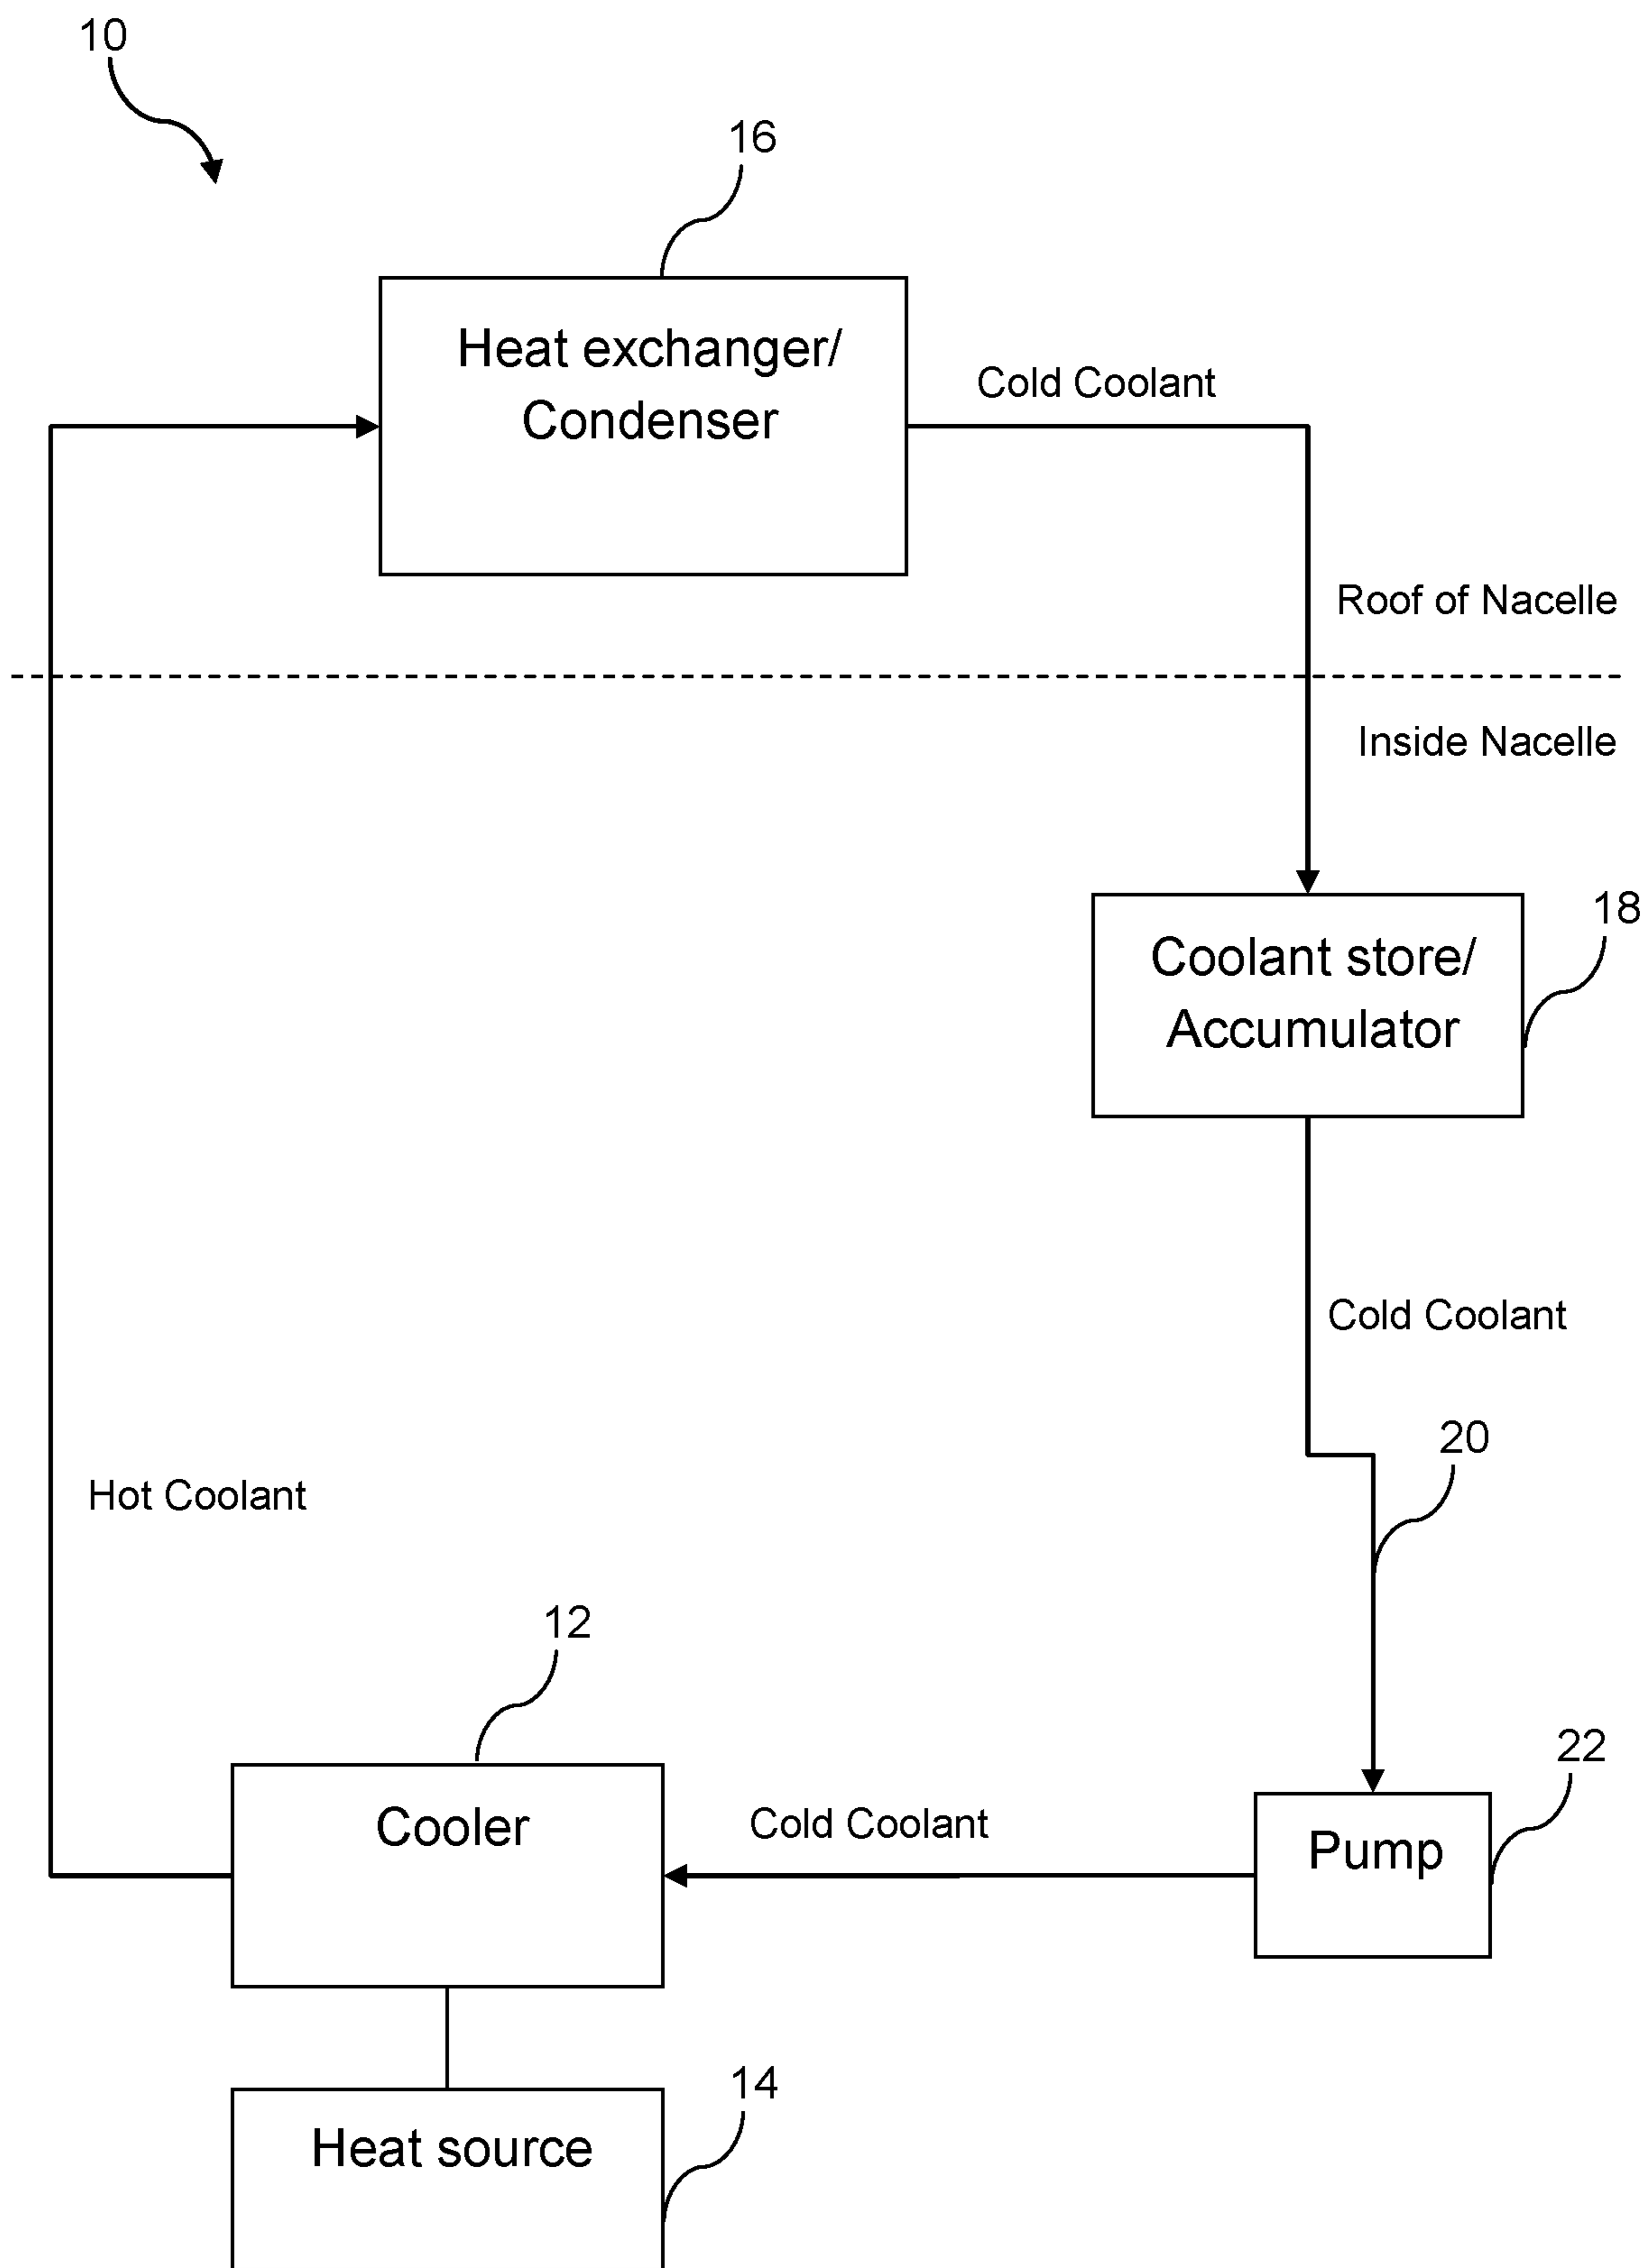 10
16
Heat exchanger/
Condenser
Cold Coolant
Roof of Nacelle
Inside Nacelle
18
Coolant store/
Accumulator
Cold Coolant
20
Hot Coolant
12
22
Cooler
Cold Coolant
Pump
14
Heat source